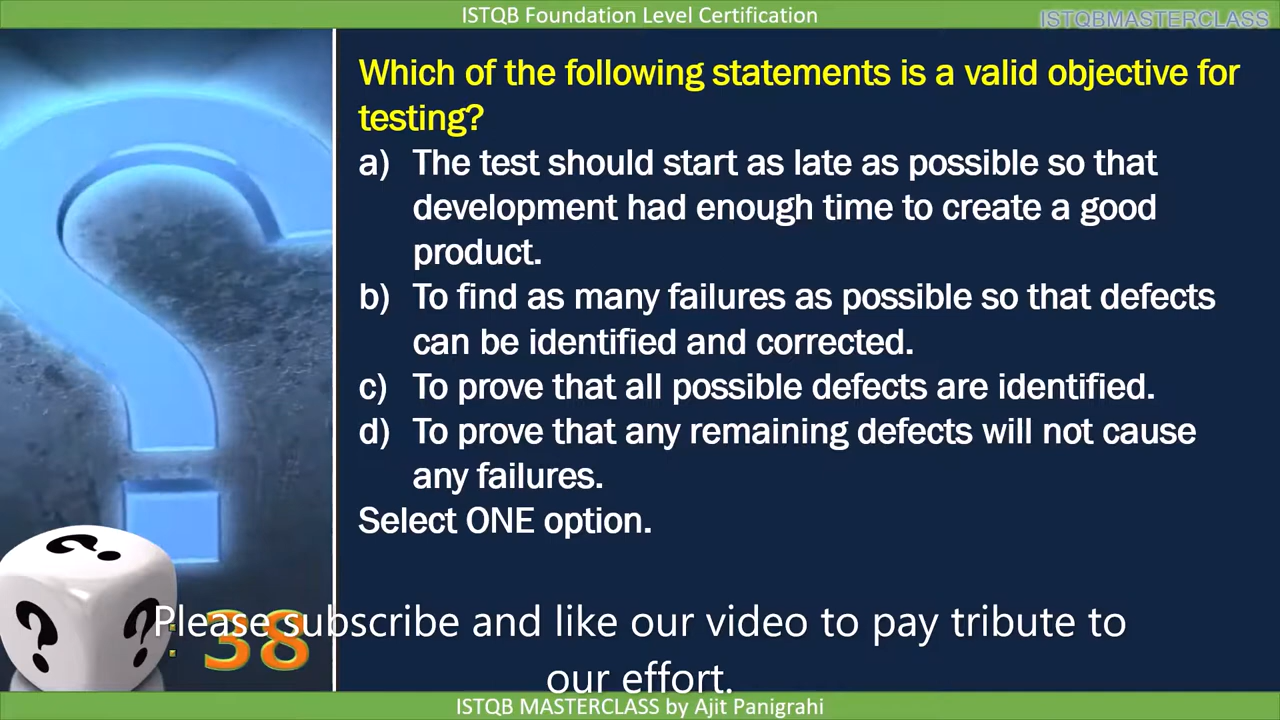 ISTQB Foundation Level Certification
ISTQBMASTERCLASS
Which of the following statements is a valid objective for
testing?
a) The test should start as late as possible so that
development had enough time to create a good
product.
b) To find as many failures as possible so that defects
can be identified and corrected.
c) To prove that all possible defects are identified.
d) To prove that any remaining defects will not cause
any failures.
Select ONE option.
: 38
Please subscribe and like our video to pay tribute to
our effort.
ISTQB MASTERCLASS by Ajit Panigrahi